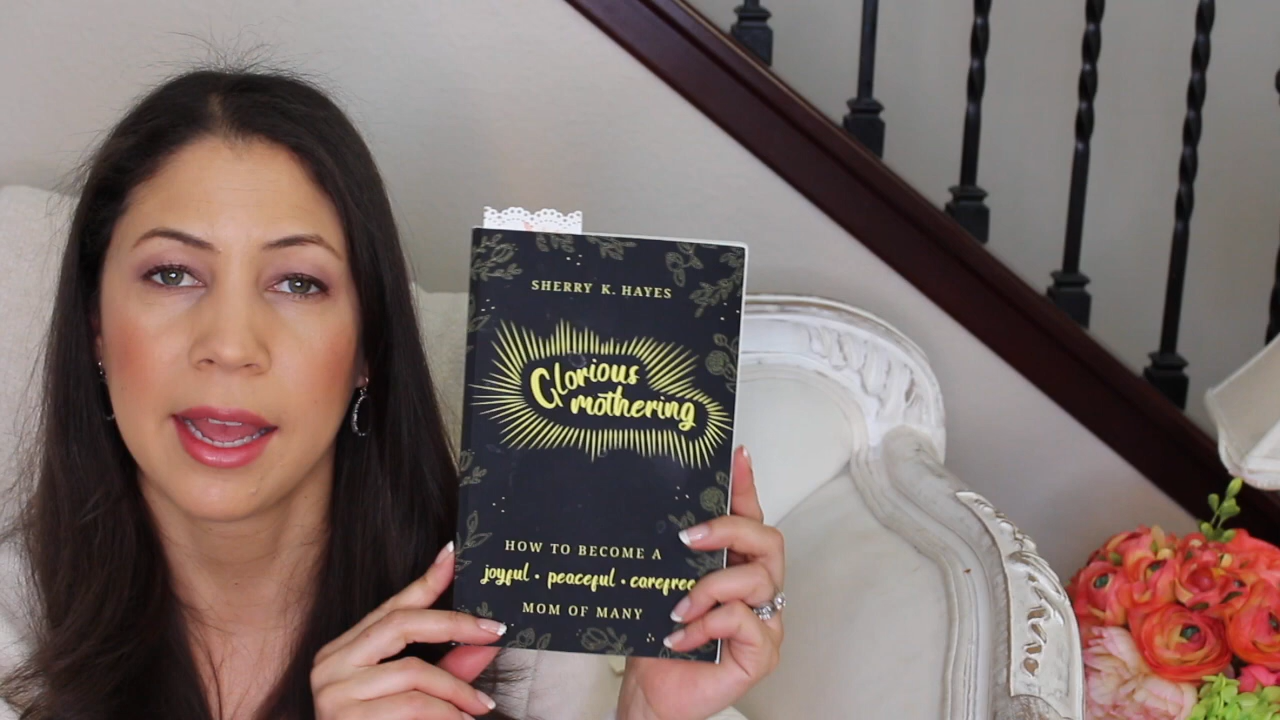 SHERRY K. HAYES
Glorious
mothering
HOW TO BECOME A
joyful • peaceful • carefree
MOM OF MANY